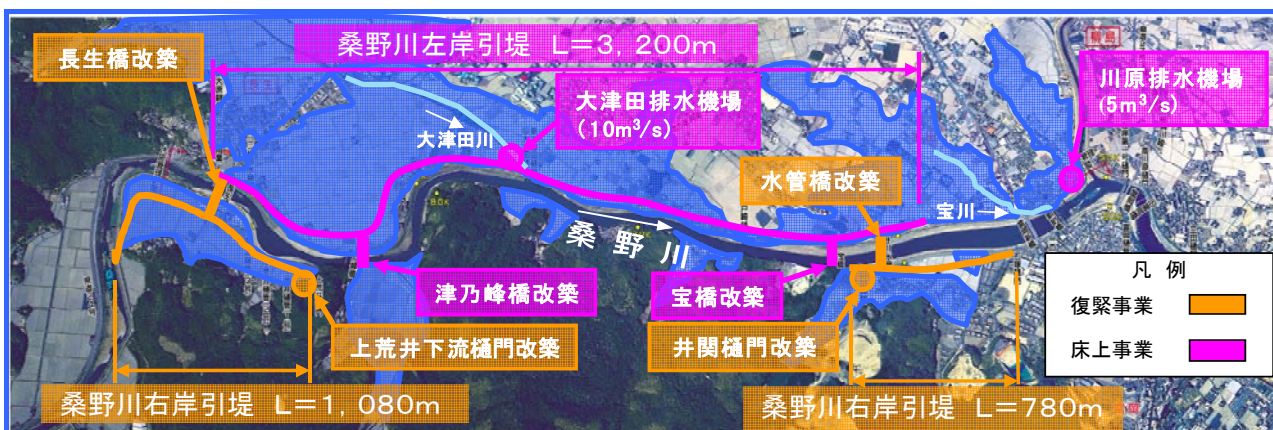 桑野川左岸引堤 L=3,200m
長生橋改築
大津田排水機場
(10m³/s)
川原排水機場
(5m³/s)
大津田川
水管橋改築
宝川
桑野川
8.0K
津乃峰橋改築
宝橋改築
上荒井下流樋門改築
井関樋門改築
桑野川右岸引堤 L=1,080m
桑野川右岸引堤 L=780m
凡 例
復緊事業
床上事業